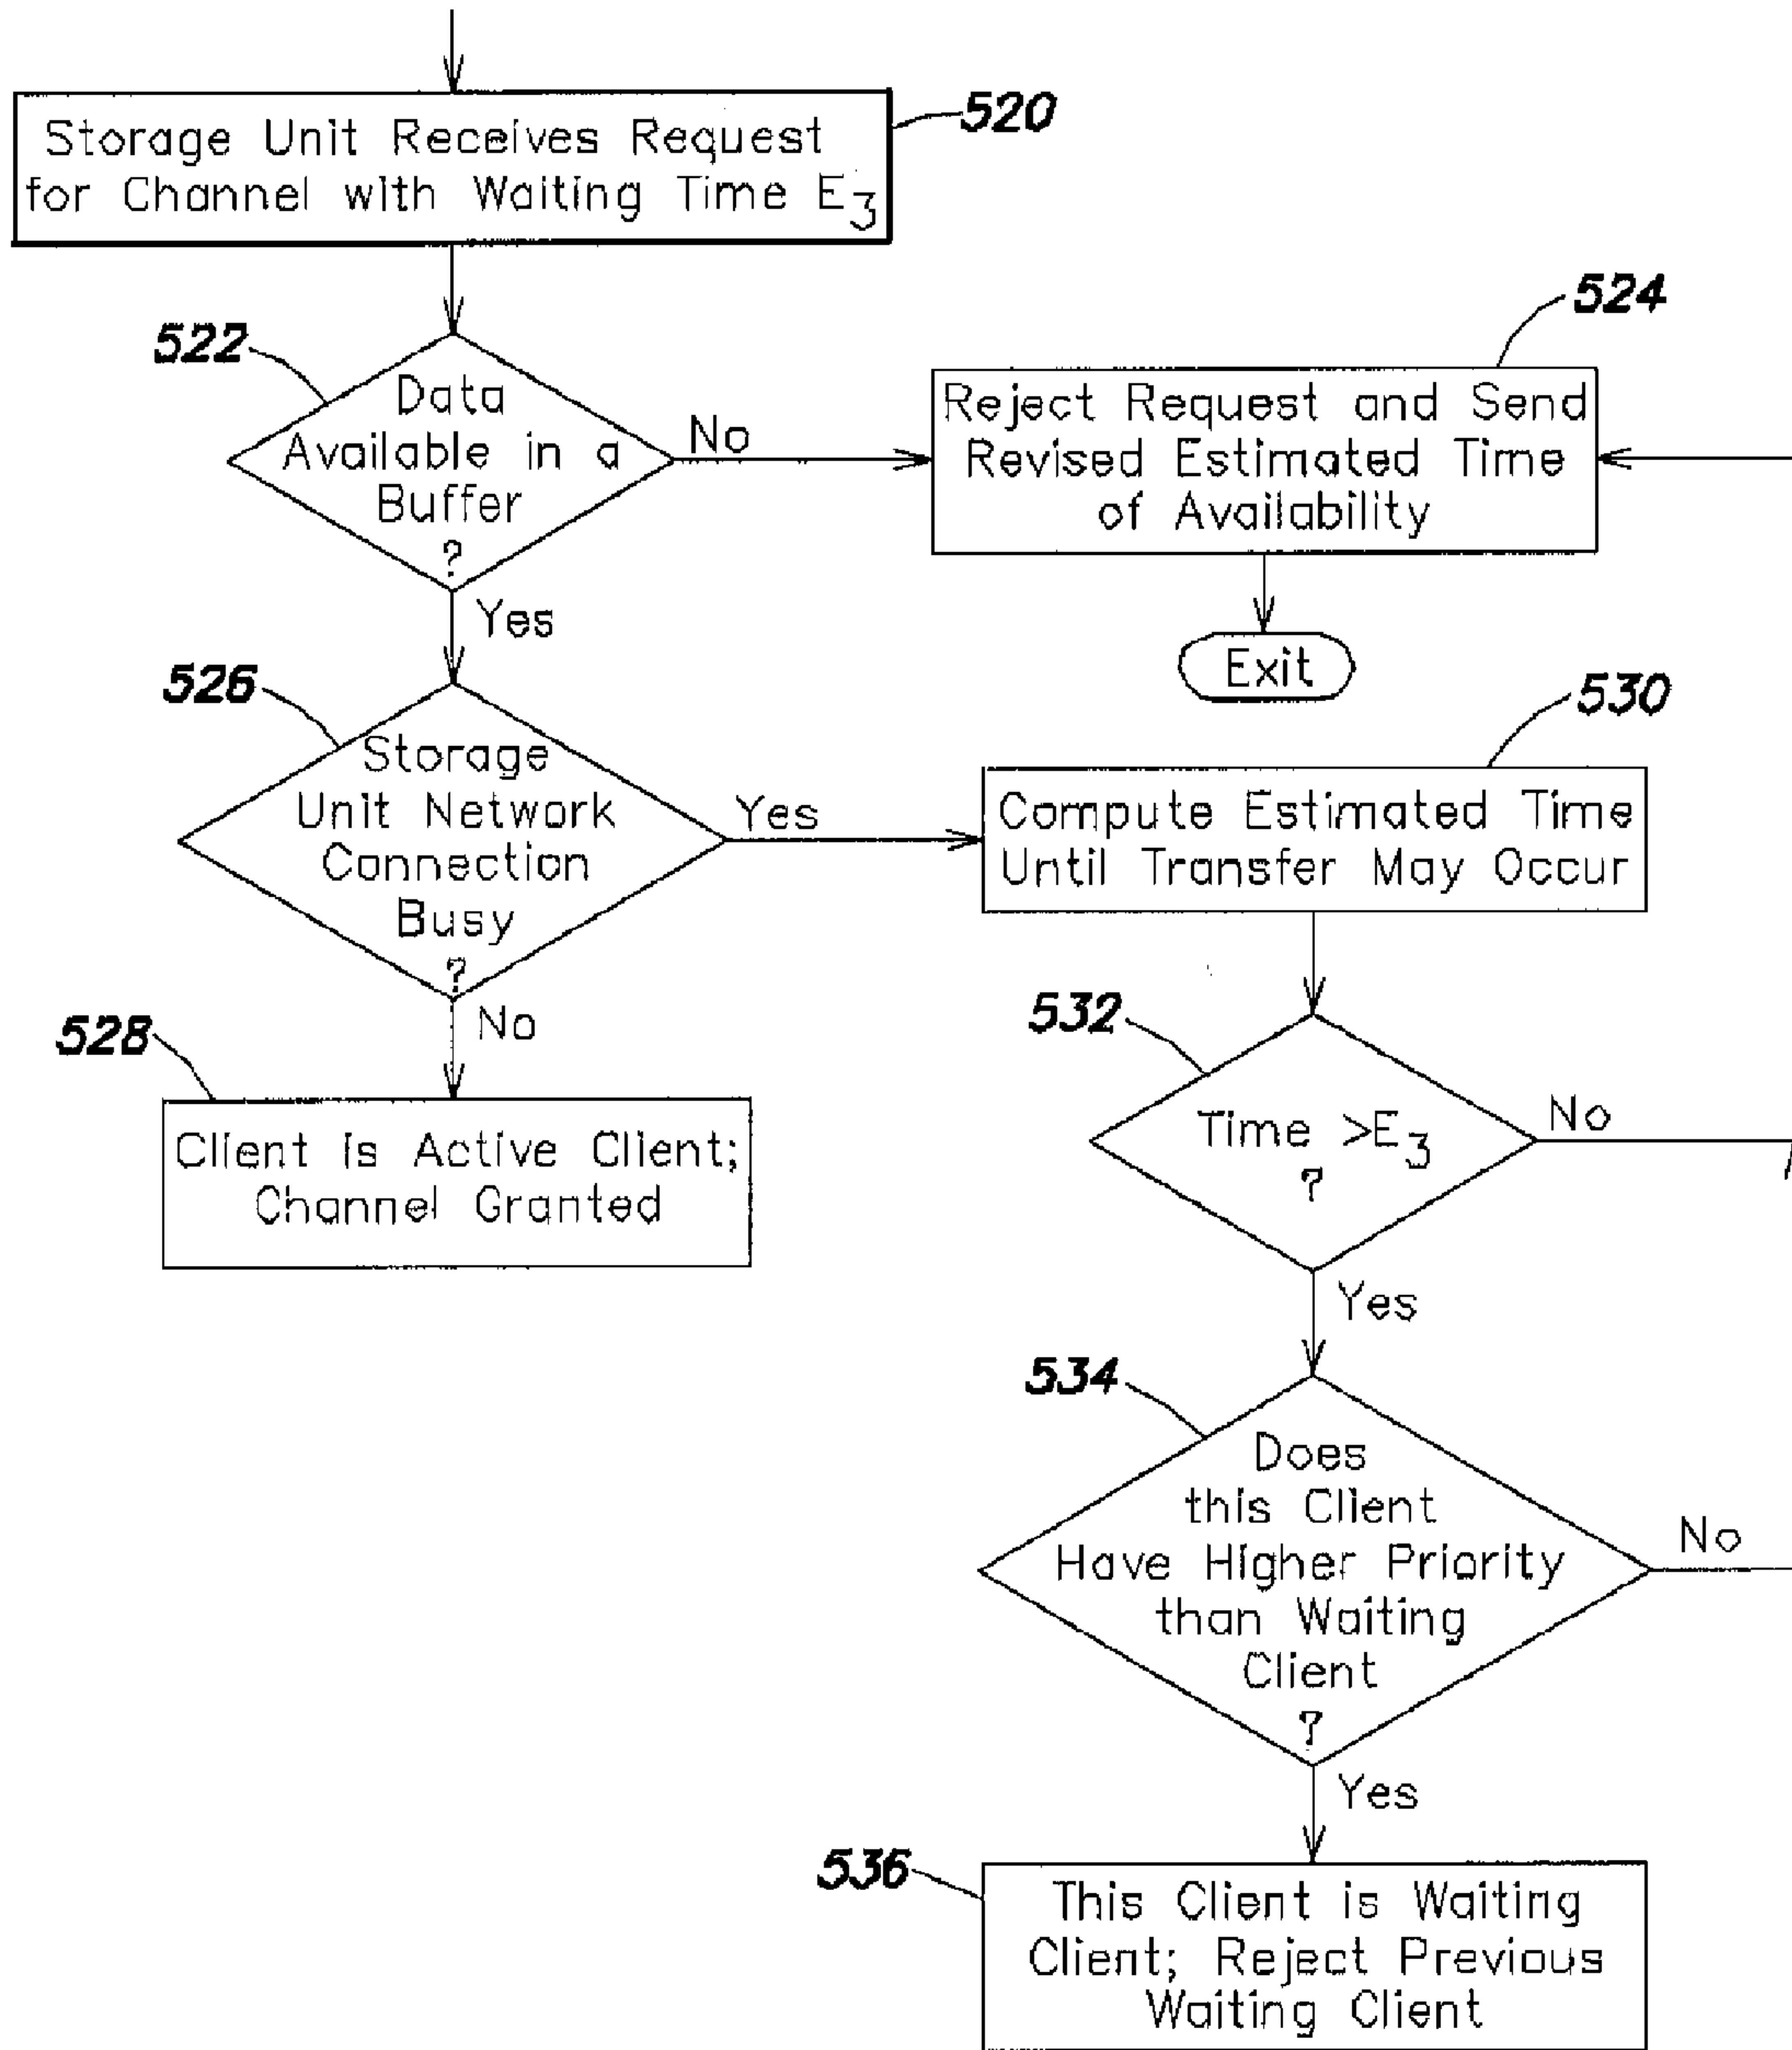 520
Storage Unit Receives Request
for Channel with Waiting Time E3
522
Data
Available in a
Buffer
?
No
Yes
524
Reject Request and Send
Revised Estimated Time
of Availability
Exit
526
Storage
Unit Network
Connection
Busy
?
Yes
No
528
Client is Active Client;
Channel Granted
530
Compute Estimated Time
Until Transfer May Occur
532
Time >E3
?
No
Yes
534
Does
this Client
Have Higher Priority
than Waiting
Client
?
No
Yes
536
This Client is Waiting
Client; Reject Previous
Waiting Client